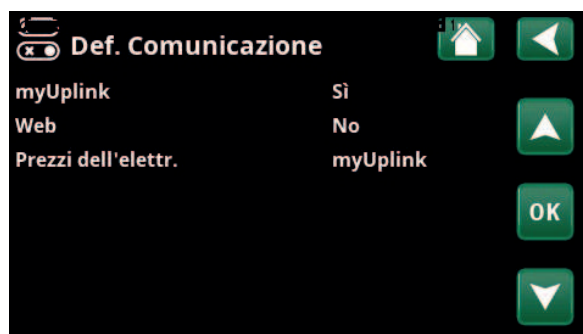 Def. Comunicazione
myUplink Sì
Web No
Prezzi dell'elettr. myUplink
OK